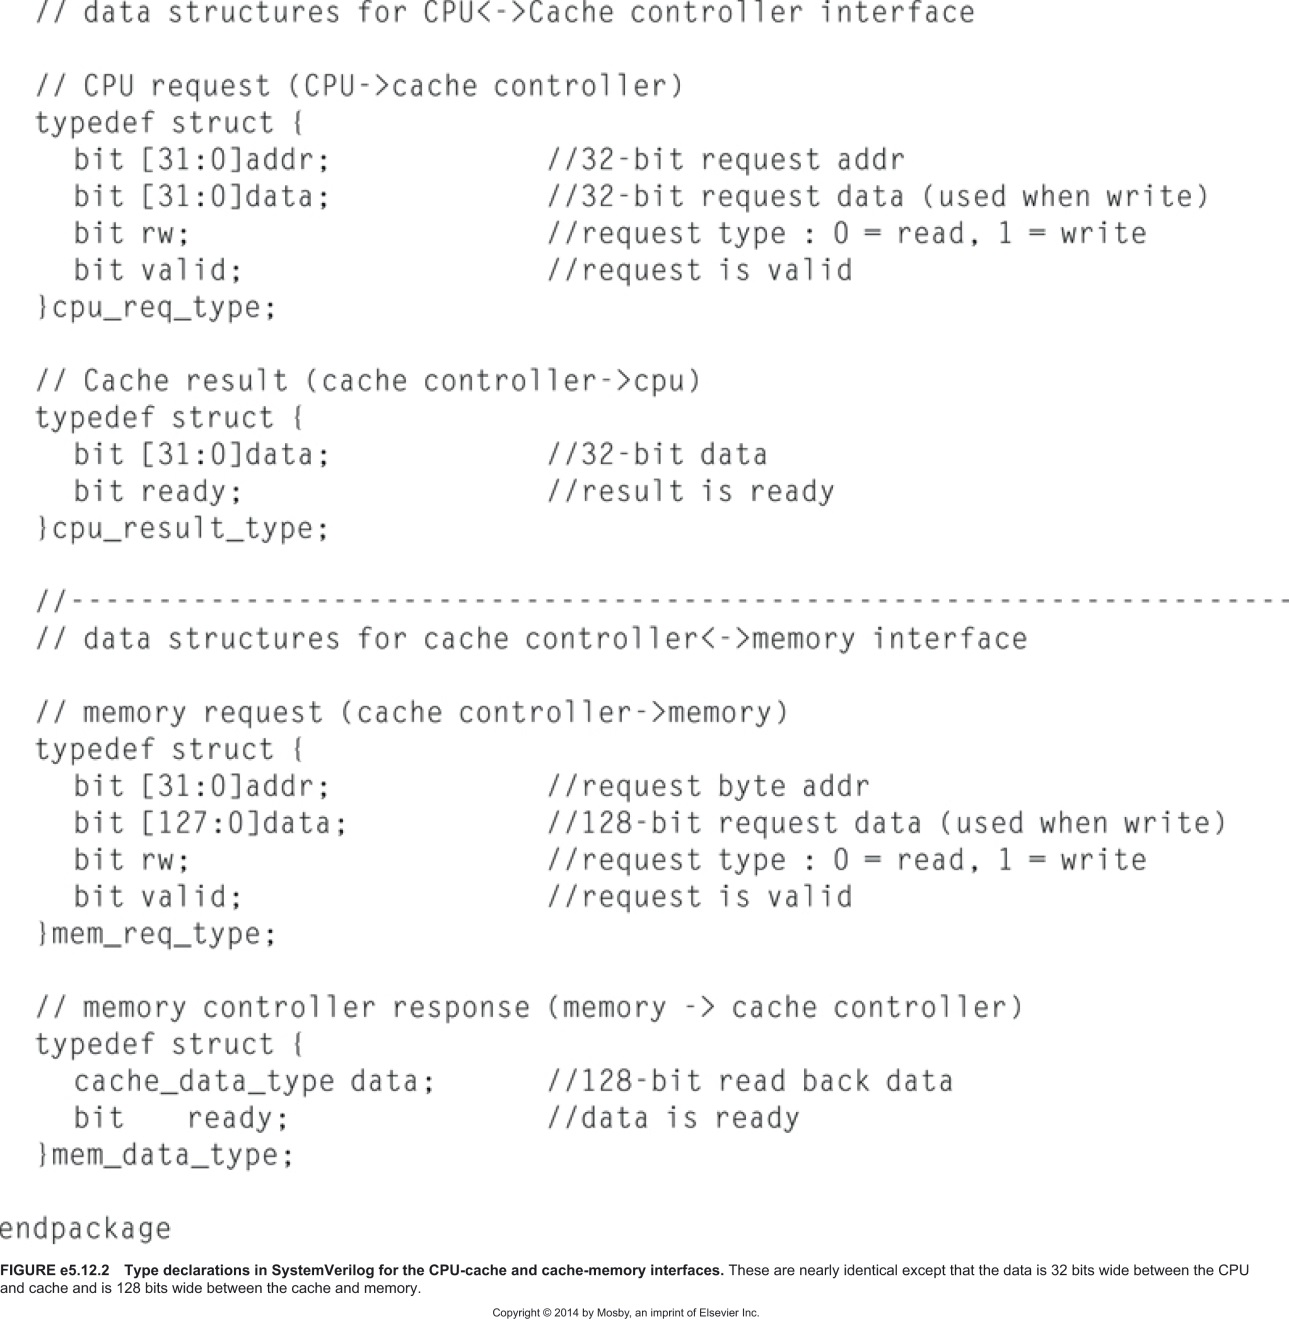 // data structures for CPU<->Cache controller interface
// CPU request (CPU->cache controller)
typedef struct {
bit [31:0]addr; //32-bit request addr
bit [31:0]data; //32-bit request data (used when write)
bit rw; //request type : 0 = read, 1 = write
bit valid; //request is valid
}cpu_req_type;
// Cache result (cache controller->cpu)
typedef struct {
bit [31:0]data; //32-bit data
bit ready; //result is ready
}cpu_result_type;
//----------------------------------------------------------------------
// data structures for cache controller<->memory interface
// memory request (cache controller->memory)
typedef struct {
bit [31:0]addr; //request byte addr
bit [127:0]data; //128-bit request data (used when write)
bit rw; //request type : 0 = read, 1 = write
bit valid; //request is valid
}mem_req_type;
// memory controller response (memory -> cache controller)
typedef struct {
cache_data_type data; //128-bit read back data
bit ready; //data is ready
}mem_data_type;
endpackage
FIGURE e5.12.2 Type declarations in SystemVerilog for the CPU-cache and cache-memory interfaces. These are nearly identical except that the data is 32 bits wide between the CPU
and cache and is 128 bits wide between the cache and memory.
Copyright © 2014 by Mosby, an imprint of Elsevier Inc.